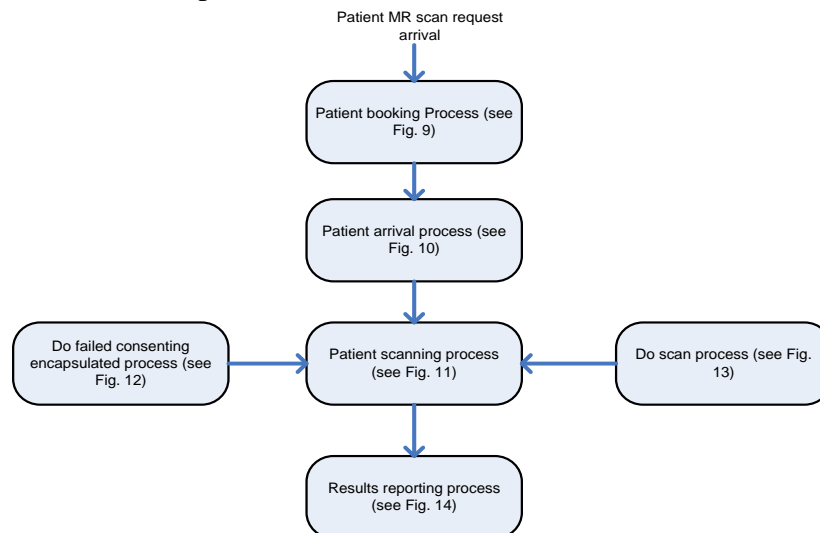 Patient MR scan request
arrival
Patient booking Process (see
Fig. 9)
Patient arrival process (see
Fig. 10)
Do failed consenting
encapsulated process (see
Fig. 12)
Patient scanning process
(see Fig. 11)
Do scan process (see Fig.
13)
Results reporting process
(see Fig. 14)